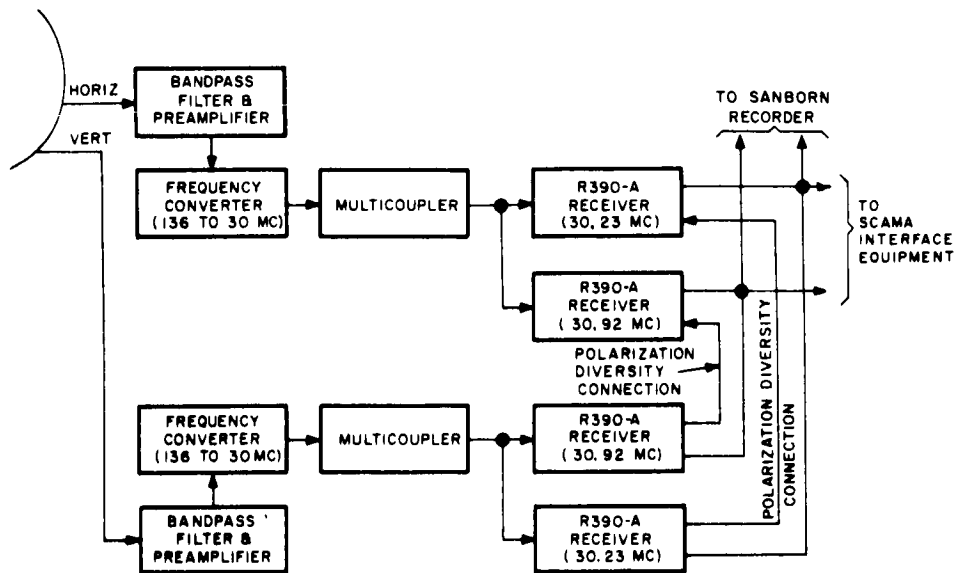 HORIZ
VERT
BANDPASS
FILTER &
PREAMPLIFIER
FREQUENCY
CONVERTER
(136 TO 30 MC)
MULTICOUPLER
R390-A
RECEIVER
(30.23 MC)
R390-A
RECEIVER
(30.92 MC)
TO SANBORN
RECORDER
TO
SCAMA
INTERFACE
EQUIPMENT
POLARIZATION
DIVERSITY
CONNECTION
POLARIZATION DIVERSITY
CONNECTION
FREQUENCY
CONVERTER
(136 TO 30 MC)
MULTICOUPLER
R390-A
RECEIVER
(30.92 MC)
BANDPASS
FILTER &
PREAMPLIFIER
R390-A
RECEIVER
(30.23 MC)